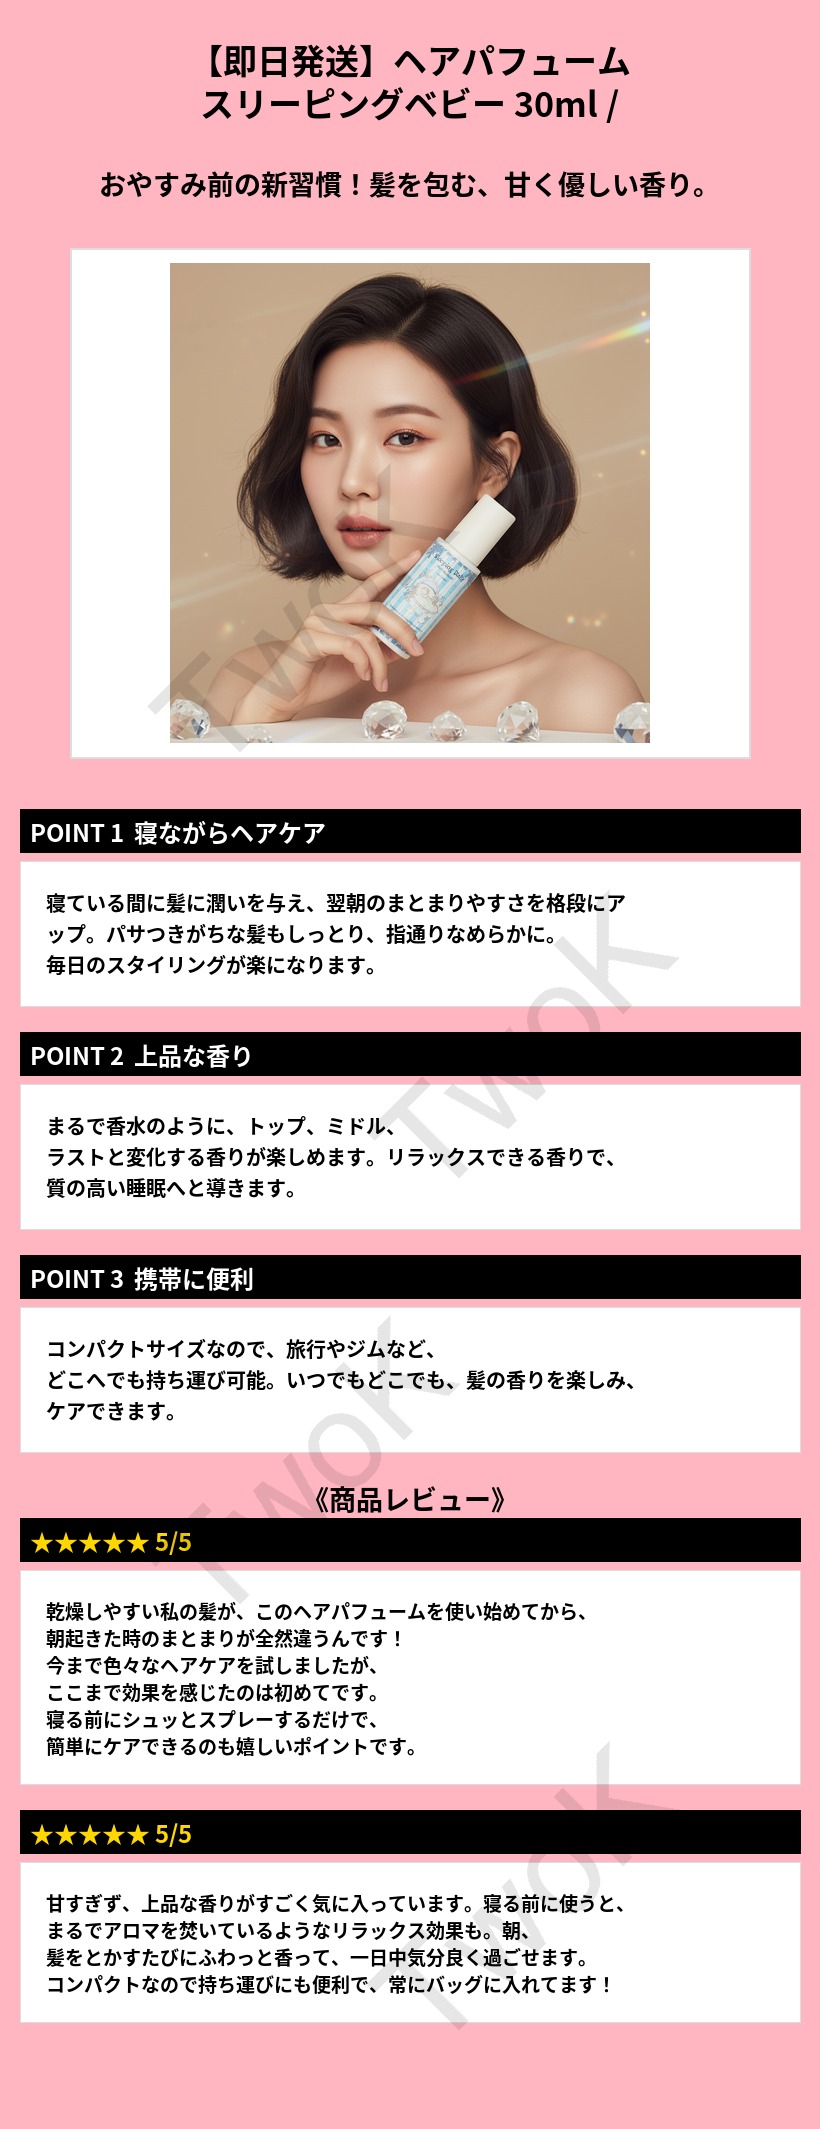 【即日発送】ヘアパフューム
スリーピングベビー 30ml /
おやすみ前の新習慣！髪を包む、甘く優しい香り。
Sleeping Baby
TwoK
POINT 1 寝ながらヘアケア
寝ている間に髪に潤いを与え、翌朝のまとまりやすさを格段にア
ップ。パサつきがちな髪もしっとり、指通りなめらかに。
毎日のスタイリングが楽になります。
TwoK
POINT 2 上品な香り
まるで香水のように、トップ、ミドル、
ラストと変化する香りが楽しめます。リラックスできる香りで、
質の高い睡眠へと導きます。
POINT 3 携帯に便利
コンパクトサイズなので、旅行やジムなど、
どこへでも持ち運び可能。いつでもどこでも、髪の香りを楽しみ、
ケアできます。
TwoK
《商品レビュー》
★★★★★ 5/5
乾燥しやすい私の髪が、このヘアパフュームを使い始めてから、
朝起きた時のまとまりが全然違うんです！
今まで色々なヘアケアを試しましたが、
ここまで効果を感じたのは初めてです。
寝る前にシュッとスプレーするだけで、
簡単にケアできるのも嬉しいポイントです。
★★★★★ 5/5
甘すぎず、上品な香りがすごく気に入っています。寝る前に使うと、
まるでアロマを焚いているようなリラックス効果も。朝、
髪をとかすたびにふわっと香って、一日中気分良く過ごせます。
コンパクトなので持ち運びにも便利で、常にバッグに入れてます！
TwoK